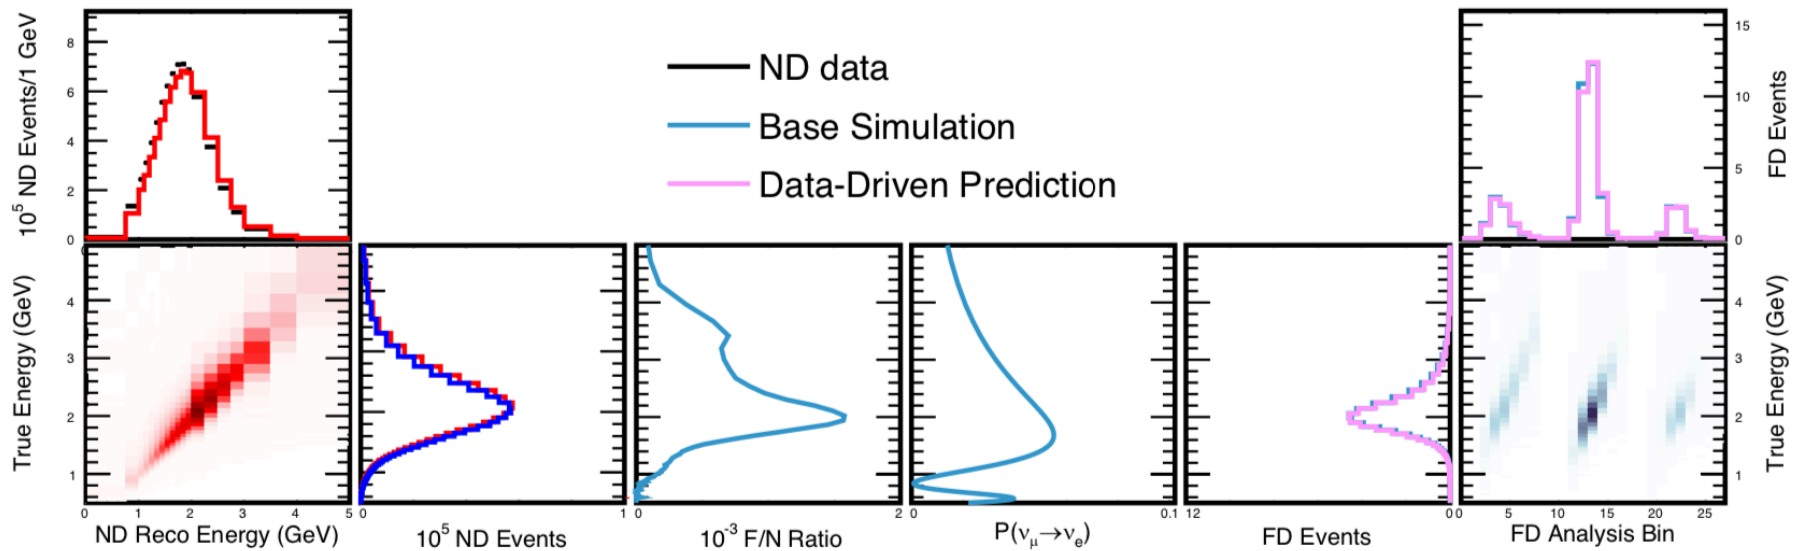 10⁵ ND Events/1 GeV
8
6
4
2
0
ND data
Base Simulation
Data-Driven Prediction
15
10
5
0
FD Events
True Energy (GeV)
4
3
2
1
0 1 2 3 4 5
ND Reco Energy (GeV)
0 1
10⁵ ND Events
0 2
10⁻³ F/N Ratio
0 0.1
P(νμ→νe)
12 0
FD Events
0 5 10 15 20 25
FD Analysis Bin
4
3
2
1
True Energy (GeV)